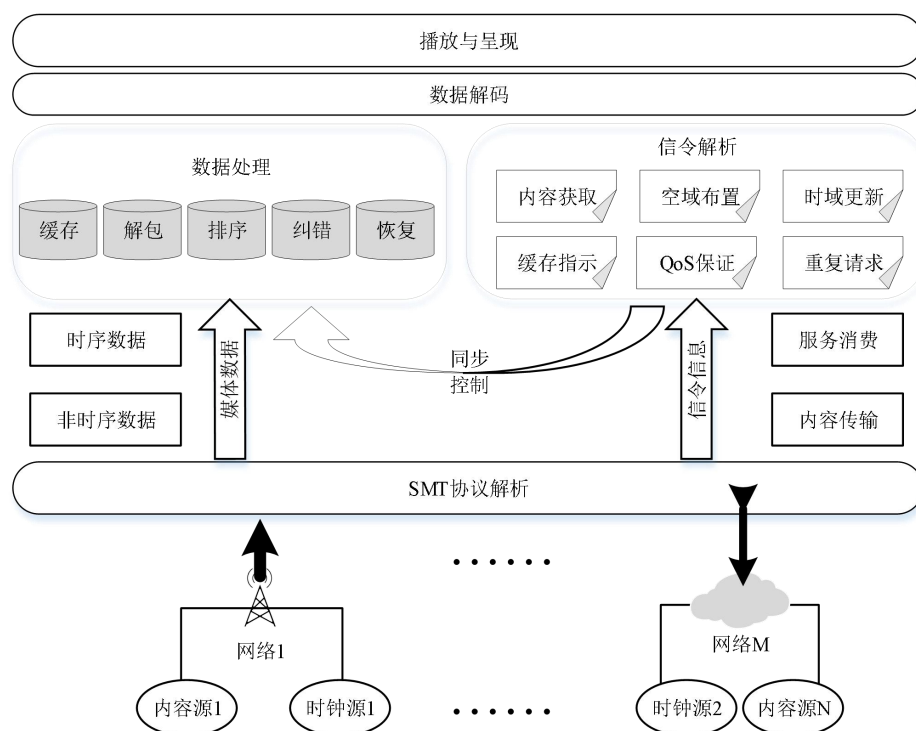 播放与呈现
数据解码
数据处理
缓存
解包
排序
纠错
恢复
信令解析
内容获取
空域布置
时域更新
缓存指示
QoS保证
重复请求
时序数据
非时序数据
媒体数据
同步
控制
信令信息
服务消费
内容传输
SMT协议解析
......
网络1
网络M
内容源1
时钟源1
......
时钟源2
内容源N